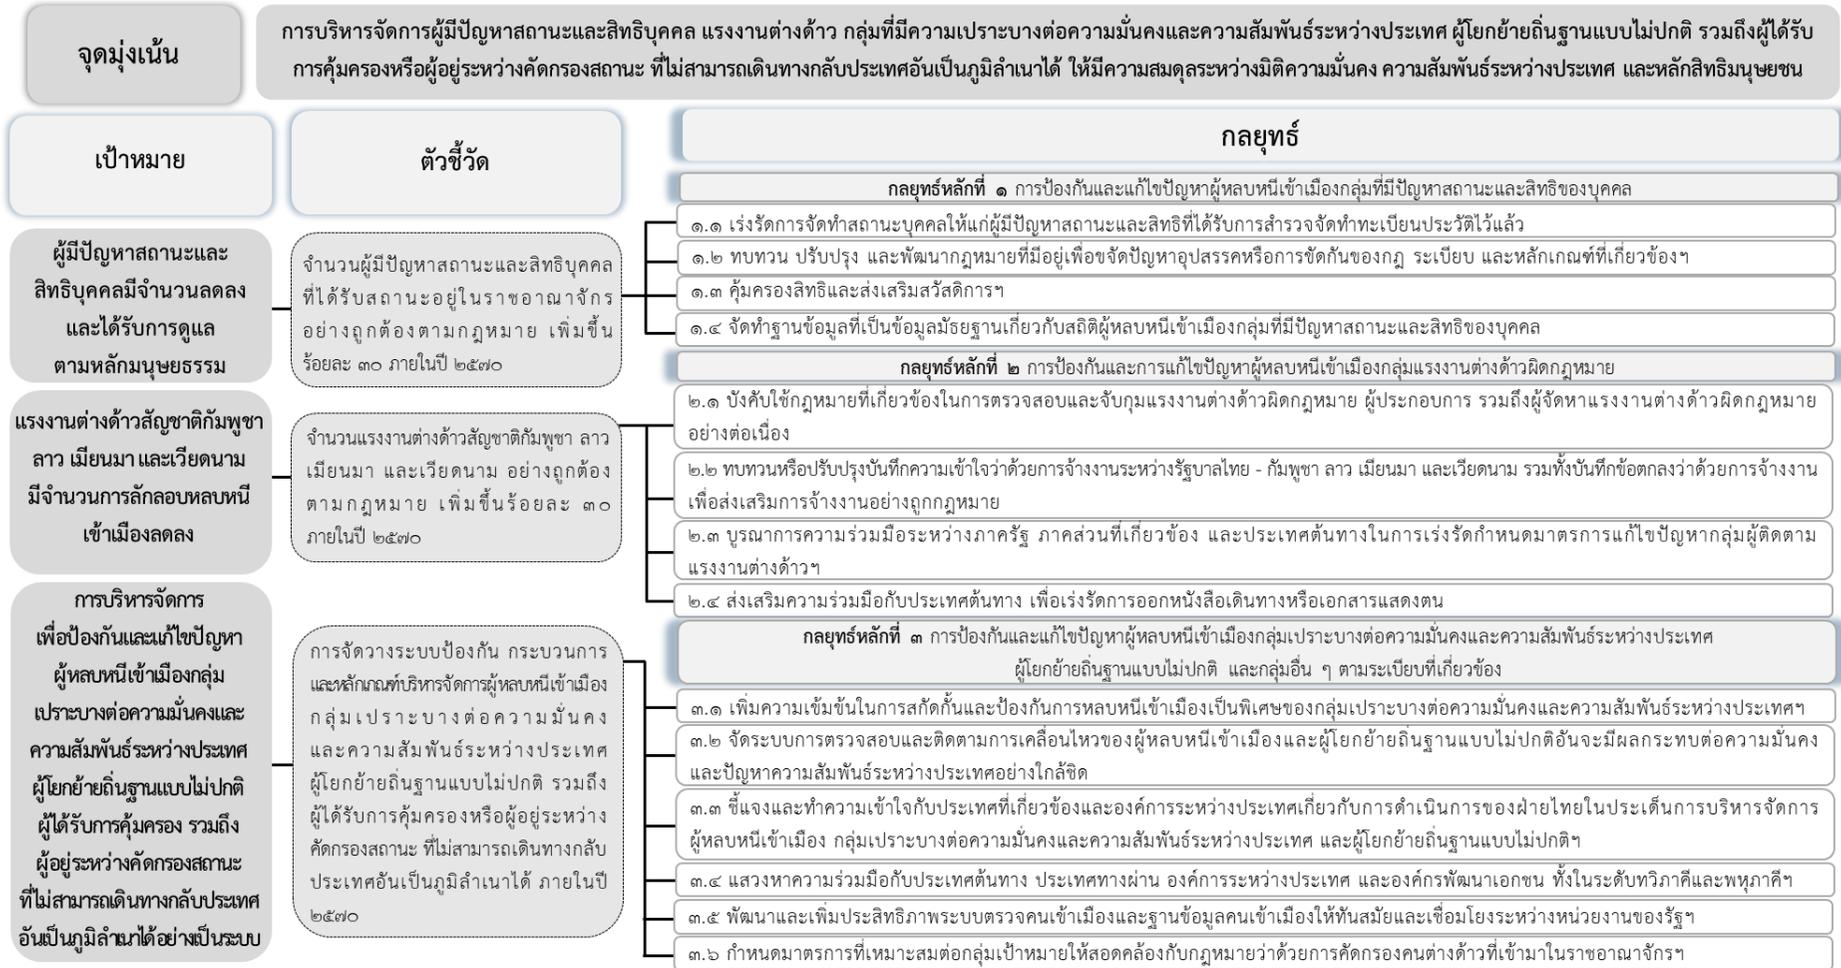 จุดมุ่งเน้น
การบริหารจัดการผู้มีปัญหาสถานะและสิทธิบุคคล แรงงานต่างด้าว กลุ่มที่มีความเปราะบางต่อความมั่นคงและความสัมพันธ์ระหว่างประเทศ ผู้โยกย้ายถิ่นฐานแบบไม่ปกติ รวมถึงผู้ได้รับ
การคุ้มครองหรือผู้อยู่ระหว่างคัดกรองสถานะ ที่ไม่สามารถเดินทางกลับประเทศอันเป็นภูมิลำเนาได้ ให้มีความสมดุลระหว่างมิติความมั่นคง ความสัมพันธ์ระหว่างประเทศ และหลักสิทธิมนุษยชน
เป้าหมาย
ตัวชี้วัด
กลยุทธ์
ผู้มีปัญหาสถานะและ
สิทธิบุคคลมีจำนวนลดลง
และได้รับการดูแล
ตามหลักมนุษยธรรม
จำนวนผู้มีปัญหาสถานะและสิทธิบุคคล
ที่ได้รับสถานะอยู่ในราชอาณาจักร
อย่างถูกต้องตามกฎหมาย เพิ่มขึ้น
ร้อยละ ๓๐ ภายในปี ๒๕๗๐
กลยุทธ์หลักที่ ๑ การป้องกันและแก้ไขปัญหาผู้หลบหนีเข้าเมืองกลุ่มที่มีปัญหาสถานะและสิทธิของบุคคล
๑.๑ เร่งรัดการจัดทำสถานะบุคคลให้แก่ผู้มีปัญหาสถานะและสิทธิที่ได้รับการสำรวจจัดทำทะเบียนประวัติไว้แล้ว
๑.๒ ทบทวน ปรับปรุง และพัฒนากฎหมายที่มีอยู่เพื่อขจัดปัญหาอุปสรรคหรือการขัดกันของกฎ ระเบียบ และหลักเกณฑ์ที่เกี่ยวข้องฯ
๑.๓ คุ้มครองสิทธิและส่งเสริมสวัสดิการฯ
๑.๔ จัดทำฐานข้อมูลที่เป็นข้อมูลมัธยฐานเกี่ยวกับสถิติผู้หลบหนีเข้าเมืองกลุ่มที่มีปัญหาสถานะและสิทธิของบุคคล
แรงงานต่างด้าวสัญชาติกัมพูชา
ลาว เมียนมา และเวียดนาม
มีจำนวนการลักลอบหลบหนี
เข้าเมืองลดลง
จำนวนแรงงานต่างด้าวสัญชาติกัมพูชา ลาว
เมียนมา และเวียดนาม อย่างถูกต้อง
ตามกฎหมาย เพิ่มขึ้นร้อยละ ๓๐
ภายในปี ๒๕๗๐
กลยุทธ์หลักที่ ๒ การป้องกันและการแก้ไขปัญหาผู้หลบหนีเข้าเมืองกลุ่มแรงงานต่างด้าวผิดกฎหมาย
๒.๑ บังคับใช้กฎหมายที่เกี่ยวข้องในการตรวจสอบและจับกุมแรงงานต่างด้าวผิดกฎหมาย ผู้ประกอบการ รวมถึงผู้จัดหาแรงงานต่างด้าวผิดกฎหมาย
อย่างต่อเนื่อง
๒.๒ ทบทวนหรือปรับปรุงบันทึกความเข้าใจว่าด้วยการจ้างงานระหว่างรัฐบาลไทย - กัมพูชา ลาว เมียนมา และเวียดนาม รวมทั้งบันทึกข้อตกลงว่าด้วยการจ้างงาน
เพื่อส่งเสริมการจ้างงานอย่างถูกกฎหมาย
๒.๓ บูรณาการความร่วมมือระหว่างภาครัฐ ภาคส่วนที่เกี่ยวข้อง และประเทศต้นทางในการเร่งรัดกำหนดมาตรการแก้ไขปัญหากลุ่มผู้ติดตาม
แรงงานต่างด้าวฯ
๒.๔ ส่งเสริมความร่วมมือกับประเทศต้นทาง เพื่อเร่งรัดการออกหนังสือเดินทางหรือเอกสารแสดงตน
การบริหารจัดการ
เพื่อป้องกันและแก้ไขปัญหา
ผู้หลบหนีเข้าเมืองกลุ่ม
เปราะบางต่อความมั่นคงและ
ความสัมพันธ์ระหว่างประเทศ
ผู้โยกย้ายถิ่นฐานแบบไม่ปกติ
ผู้ได้รับการคุ้มครอง รวมถึง
ผู้อยู่ระหว่างคัดกรองสถานะ
ที่ไม่สามารถเดินทางกลับประเทศ
อันเป็นภูมิลำเนาได้อย่างเป็นระบบ
การจัดวางระบบป้องกัน กระบวนการ
และหลักเกณฑ์บริหารจัดการผู้หลบหนีเข้าเมือง
กลุ่มเปราะบางต่อความมั่นคง
และความสัมพันธ์ระหว่างประเทศ
ผู้โยกย้ายถิ่นฐานแบบไม่ปกติ รวมถึง
ผู้ได้รับการคุ้มครองหรือผู้อยู่ระหว่าง
คัดกรองสถานะ ที่ไม่สามารถเดินทางกลับ
ประเทศอันเป็นภูมิลำเนาได้ ภายในปี
๒๕๗๐
กลยุทธ์หลักที่ ๓ การป้องกันและแก้ไขปัญหาผู้หลบหนีเข้าเมืองกลุ่มเปราะบางต่อความมั่นคงและความสัมพันธ์ระหว่างประเทศ
ผู้โยกย้ายถิ่นฐานแบบไม่ปกติ และกลุ่มอื่น ๆ ตามระเบียบที่เกี่ยวข้อง
๓.๑ เพิ่มความเข้มข้นในการสกัดกั้นและป้องกันการหลบหนีเข้าเมืองเป็นพิเศษของกลุ่มเปราะบางต่อความมั่นคงและความสัมพันธ์ระหว่างประเทศฯ
๓.๒ จัดระบบการตรวจสอบและติดตามการเคลื่อนไหวของผู้หลบหนีเข้าเมืองและผู้โยกย้ายถิ่นฐานแบบไม่ปกติอันจะมีผลกระทบต่อความมั่นคง
และปัญหาความสัมพันธ์ระหว่างประเทศอย่างใกล้ชิด
๓.๓ ชี้แจงและทำความเข้าใจกับประเทศที่เกี่ยวข้องและองค์การระหว่างประเทศเกี่ยวกับการดำเนินการของฝ่ายไทยในประเด็นการบริหารจัดการ
ผู้หลบหนีเข้าเมือง กลุ่มเปราะบางต่อความมั่นคงและความสัมพันธ์ระหว่างประเทศ และผู้โยกย้ายถิ่นฐานแบบไม่ปกติฯ
๓.๔ แสวงหาความร่วมมือกับประเทศต้นทาง ประเทศทางผ่าน องค์การระหว่างประเทศ และองค์กรพัฒนาเอกชน ทั้งในระดับทวิภาคีและพหุภาคีฯ
๓.๕ พัฒนาและเพิ่มประสิทธิภาพระบบตรวจคนเข้าเมืองและฐานข้อมูลคนเข้าเมืองให้ทันสมัยและเชื่อมโยงระหว่างหน่วยงานของรัฐฯ
๓.๖ กำหนดมาตรการที่เหมาะสมต่อกลุ่มเป้าหมายให้สอดคล้องกับกฎหมายว่าด้วยการคัดกรองคนต่างด้าวที่เข้ามาในราชอาณาจักรฯ